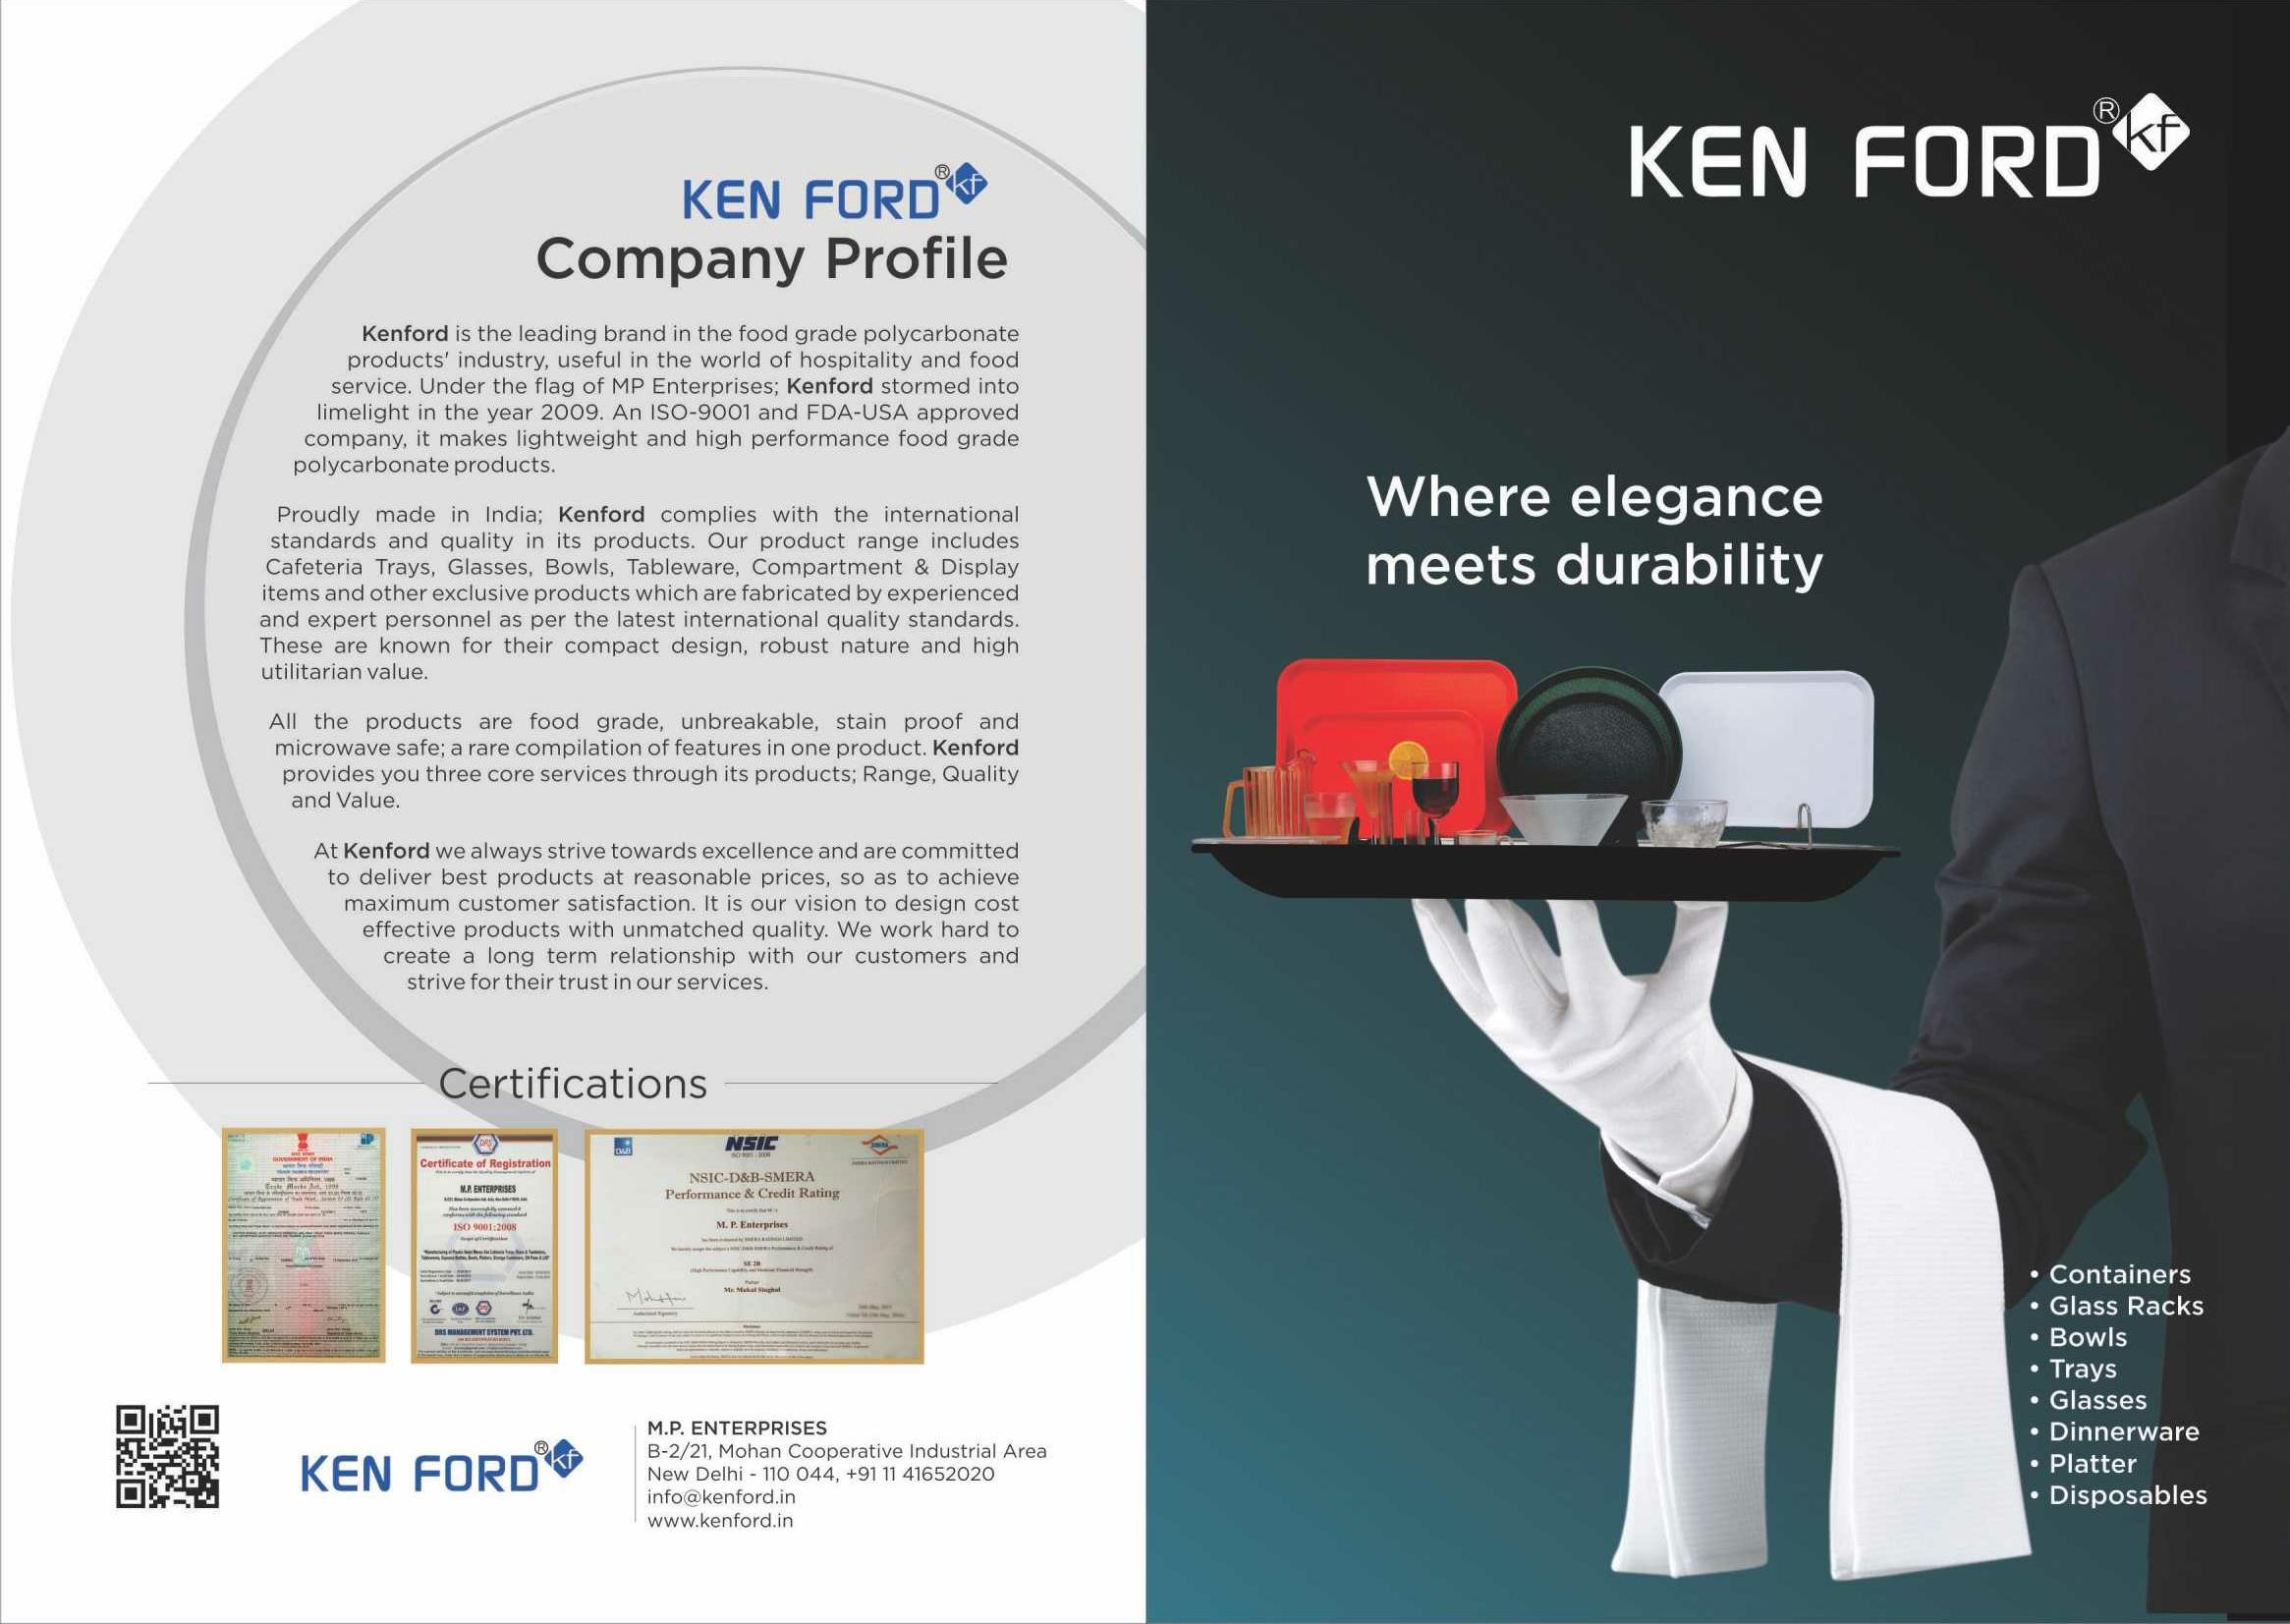 KEN FORD® kf
Company Profile
Kenford is the leading brand in the food grade polycarbonate
products' industry, useful in the world of hospitality and food
service. Under the flag of MP Enterprises; Kenford stormed into
limelight in the year 2009. An ISO-9001 and FDA-USA approved
company, it makes lightweight and high performance food grade
polycarbonate products.
Proudly made in India; Kenford complies with the international
standards and quality in its products. Our product range includes
Cafeteria Trays, Glasses, Bowls, Tableware, Compartment & Display
items and other exclusive products which are fabricated by experienced
and expert personnel as per the latest international quality standards.
These are known for their compact design, robust nature and high
utilitarian value.
All the products are food grade, unbreakable, stain proof and
microwave safe; a rare compilation of features in one product. Kenford
provides you three core services through its products; Range, Quality
and Value.
At Kenford we always strive towards excellence and are committed
to deliver best products at reasonable prices, so as to achieve
maximum customer satisfaction. It is our vision to design cost
effective products with unmatched quality. We work hard to
create a long term relationship with our customers and
strive for their trust in our services.
Certifications
GOVERNMENT OF INDIA
Trade Marks Act, 1999
DRS
Certificate of Registration
M.P. ENTERPRISES
ISO 9001:2008
DRS MANAGEMENT SYSTEM PVT. LTD.
D&B
NSIC
ISO 9001 : 2008
SMERA
NSIC-D&B-SMERA
Performance & Credit Rating
M. P. Enterprises
SE 2B
Mr. Mukul Singhal
Authorised Signatory
KEN FORD® kf
M.P. ENTERPRISES
B-2/21, Mohan Cooperative Industrial Area
New Delhi - 110 044, +91 11 41652020
info@kenford.in
www.kenford.in
KEN FORD® kf
Where elegance
meets durability
• Containers
• Glass Racks
• Bowls
• Trays
• Glasses
• Dinnerware
• Platter
• Disposables